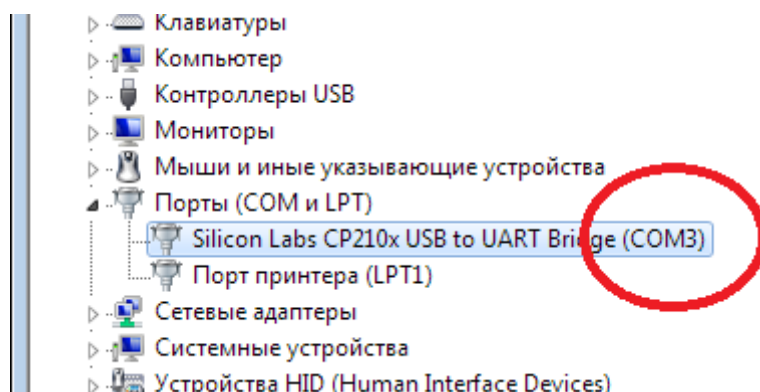 Клавиатуры
Компьютер
Контроллеры USB
Мониторы
Мыши и иные указывающие устройства
Порты (COM и LPT)
Silicon Labs CP210x USB to UART Bridge (COM3)
Порт принтера (LPT1)
Сетевые адаптеры
Системные устройства
Устройства HID (Human Interface Devices)